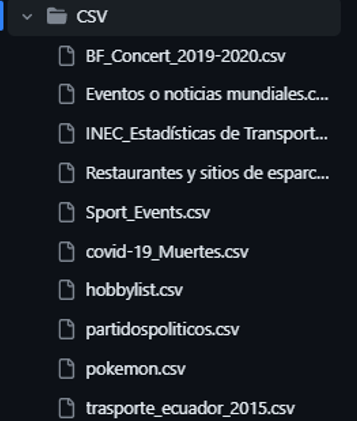 CSV
BF_Concert_2019-2020.csv
Eventos o noticias mundiales.c...
INEC_Estadísticas de Transport...
Restaurantes y sitios de esparc...
Sport_Events.csv
covid-19_Muertes.csv
hobbylist.csv
partidospoliticos.csv
pokemon.csv
trasporte_ecuador_2015.csv